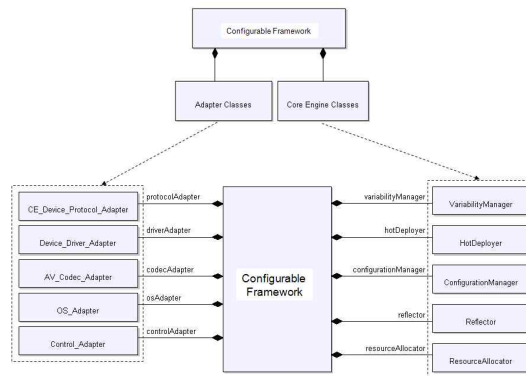 Configurable Framework
Adapter Classes
Core Engine Classes
CE_Device_Protocol_Adapter
protocolAdapter
Device_Driver_Adapter
driverAdapter
AV_Codec_Adapter
codecAdapter
OS_Adapter
osAdapter
Control_Adapter
controlAdapter
Configurable
Framework
variabilityManager
VariabilityManager
hotDeployer
HotDeployer
configurationManager
ConfigurationManager
reflector
Reflector
resourceAllocator
ResourceAllocator